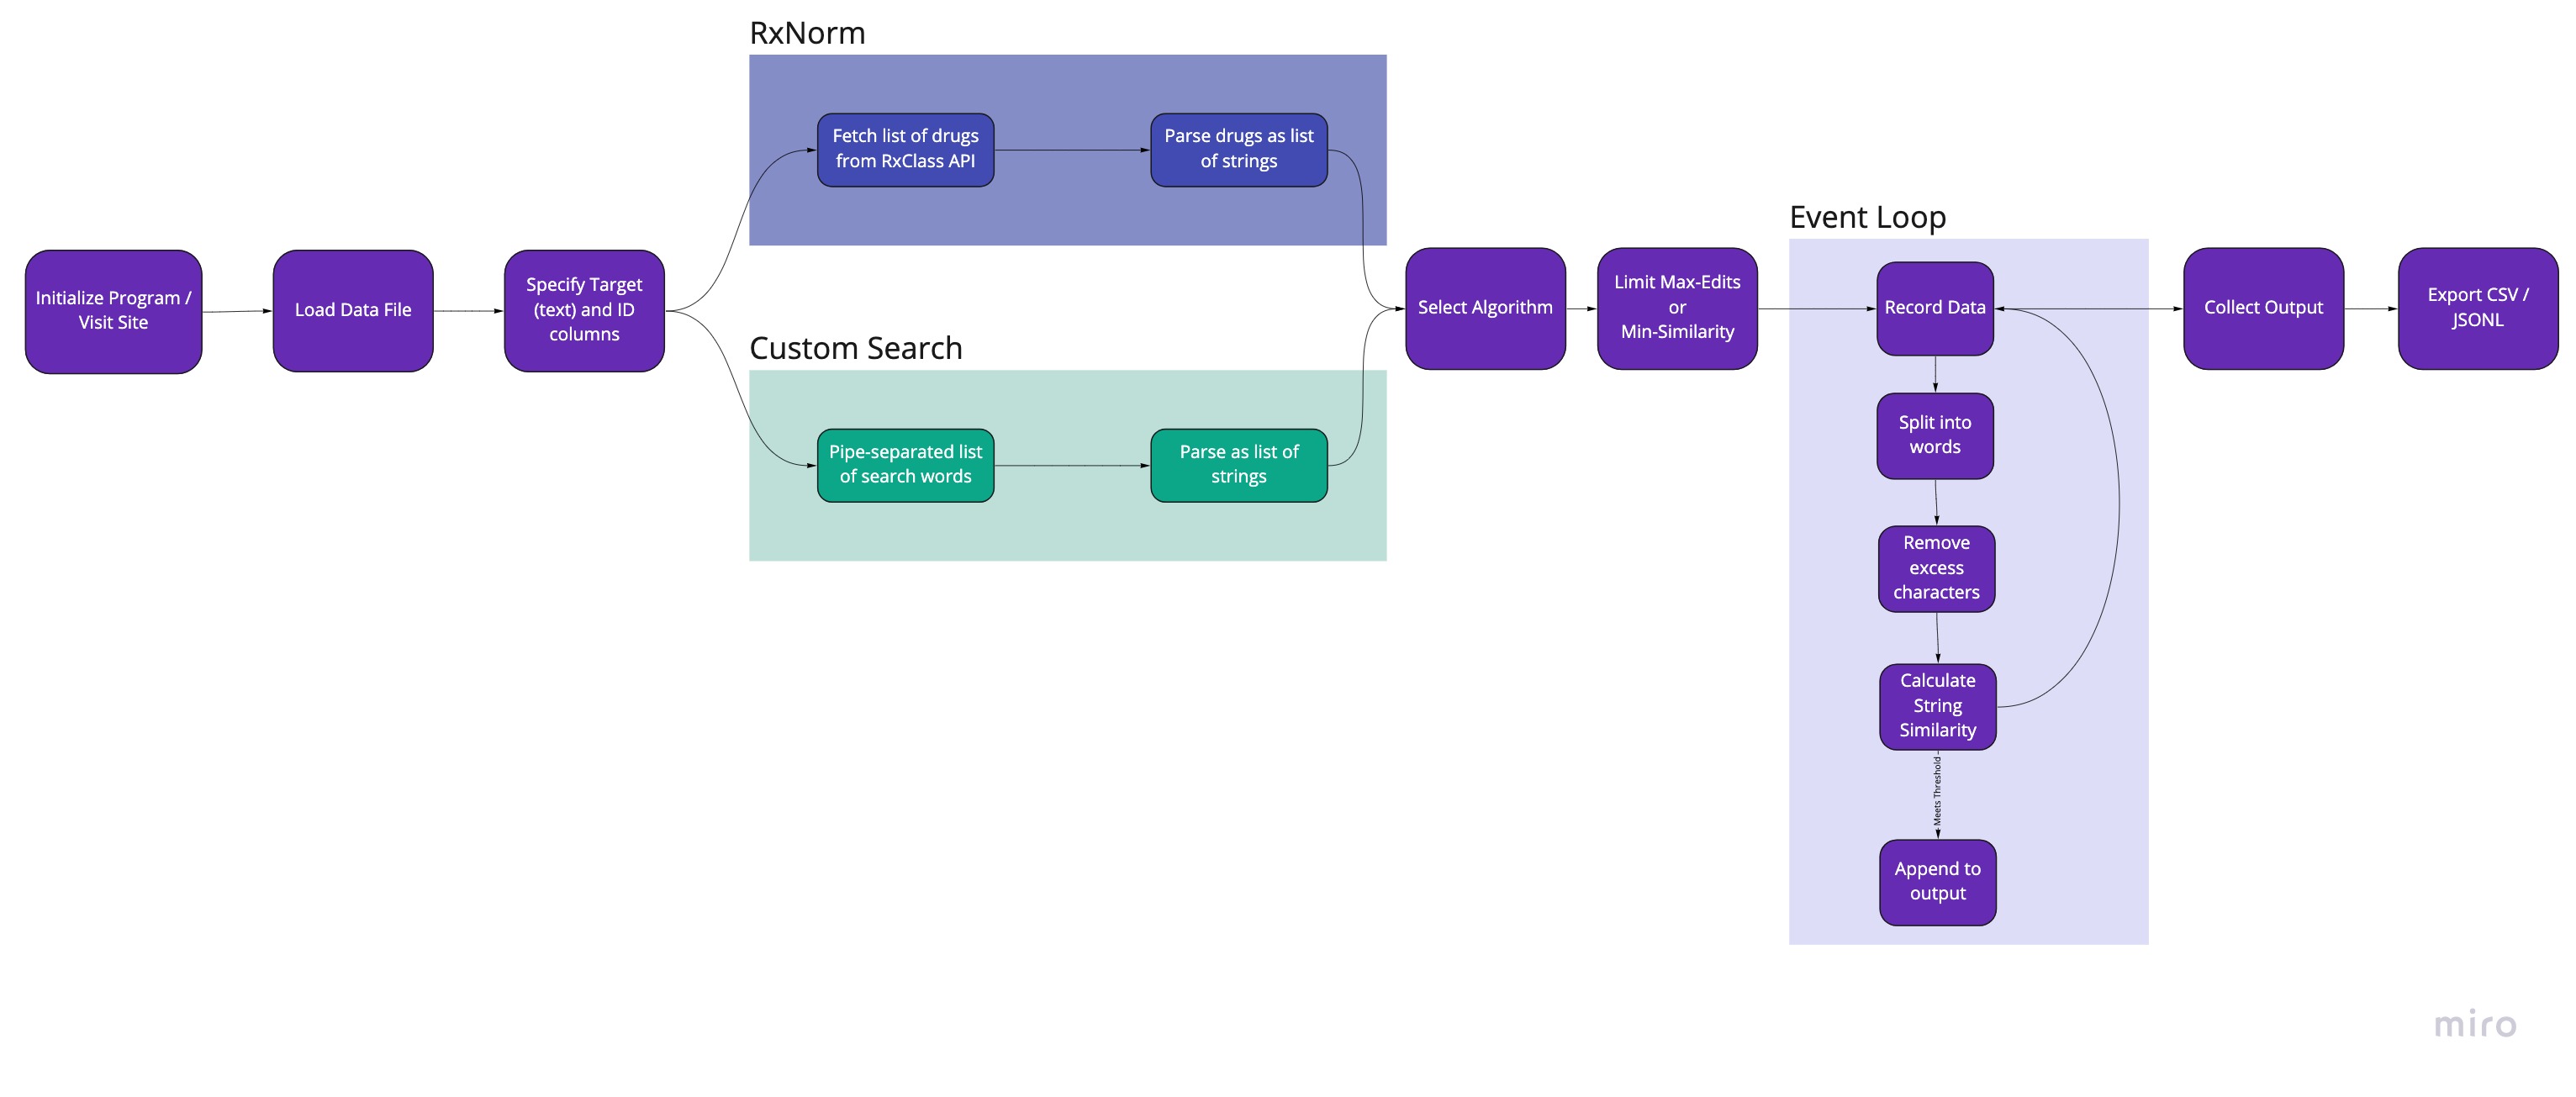 RxNorm
Fetch list of drugs
from RxClass API
Parse drugs as list
of strings
Initialize Program /
Visit Site
Load Data File
Specify Target
(text) and ID
columns
Custom Search
Pipe-separated list
of search words
Parse as list of
strings
Select Algorithm
Limit Max-Edits
or
Min-Similarity
Event Loop
Record Data
Split into
words
Remove
excess
characters
Calculate
String
Similarity
Meets Threshold
Append to
output
Collect Output
Export CSV /
JSONL
miro